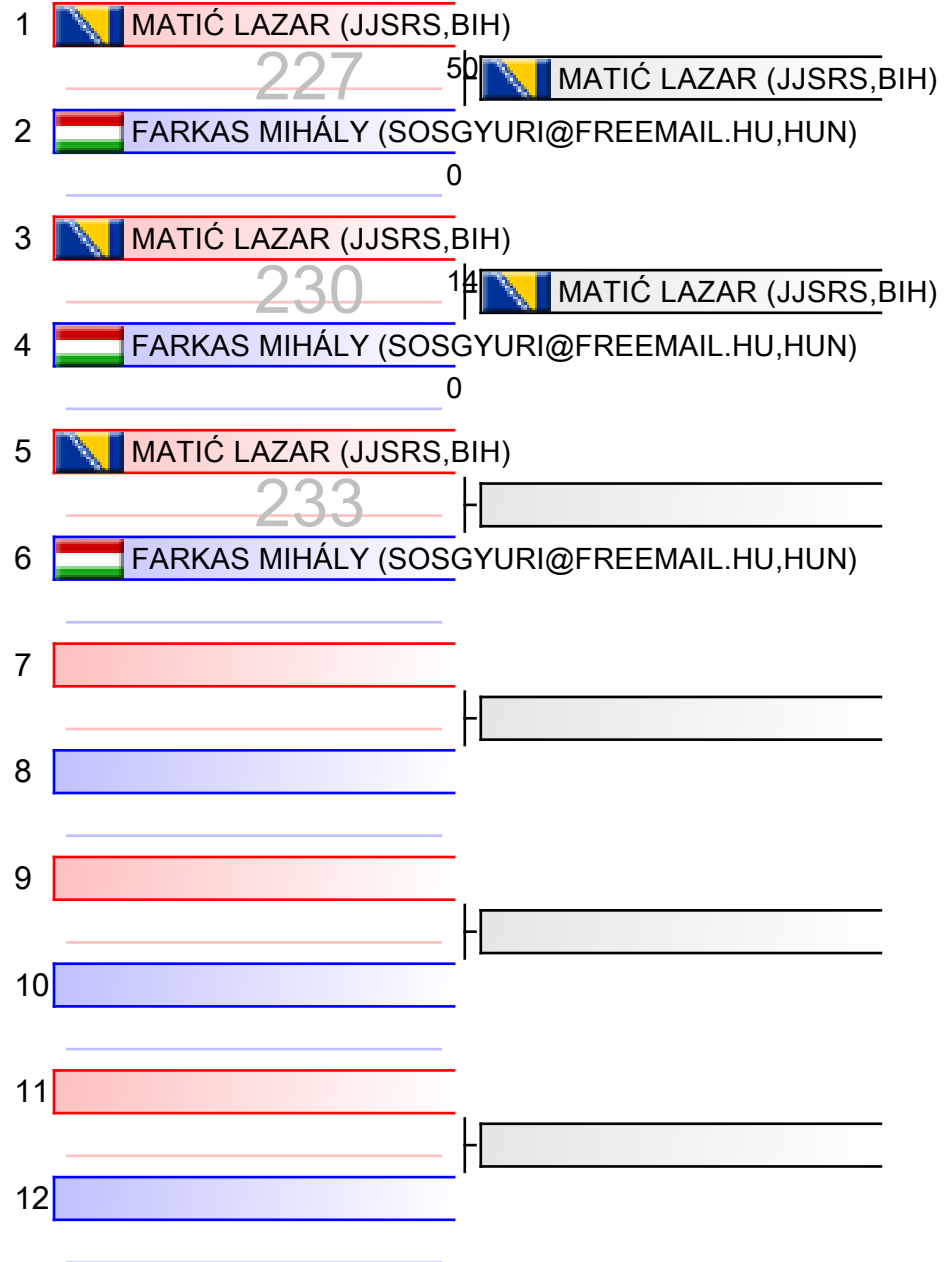 1 MATIĆ LAZAR (JJSRS,BIH)
227 50 MATIĆ LAZAR (JJSRS,BIH)
2 FARKAS MIHÁLY (SOSGYURI@FREEMAIL.HU,HUN)
0
3 MATIĆ LAZAR (JJSRS,BIH)
230 14 MATIĆ LAZAR (JJSRS,BIH)
4 FARKAS MIHÁLY (SOSGYURI@FREEMAIL.HU,HUN)
0
5 MATIĆ LAZAR (JJSRS,BIH)
233
6 FARKAS MIHÁLY (SOSGYURI@FREEMAIL.HU,HUN)
7
8
9
10
11
12